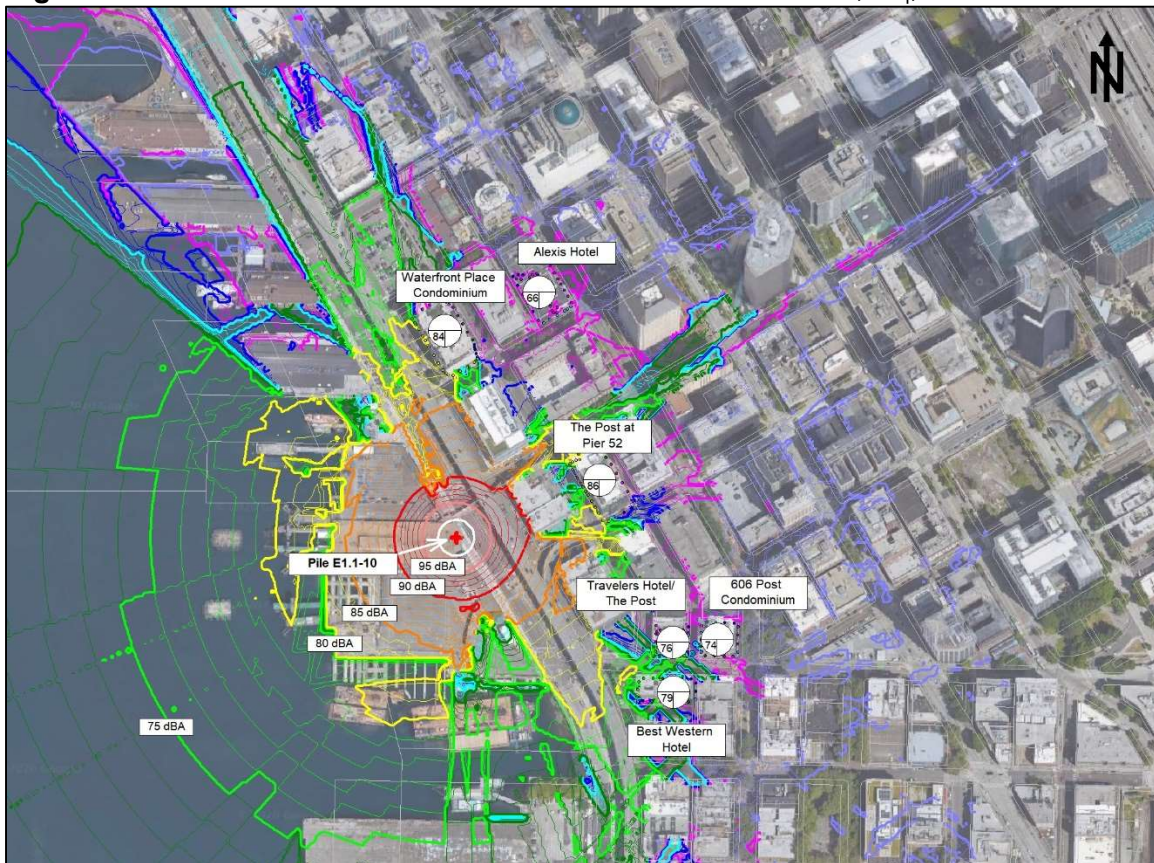 N
Alexis Hotel
66
Waterfront Place
Condominium
84
The Post at
Pier 52
86
Pile E1.1-10
95 dBA
90 dBA
85 dBA
80 dBA
75 dBA
Travelers Hotel/
The Post
76
606 Post
Condominium
74
79
Best Western
Hotel